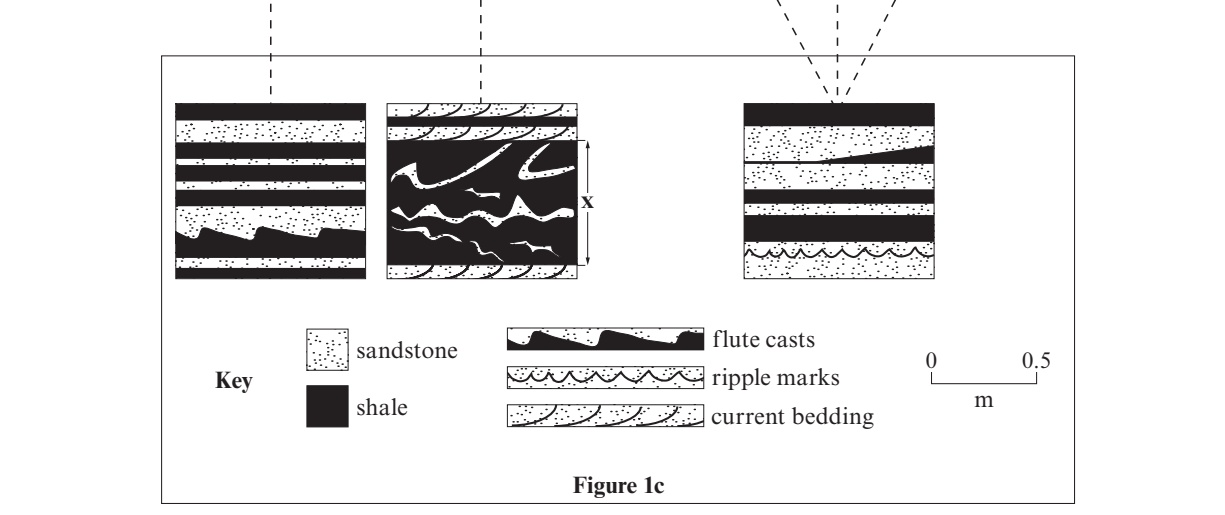 x
sandstone
shale
Key
flute casts
ripple marks
current bedding
0 0.5
m
Figure 1c